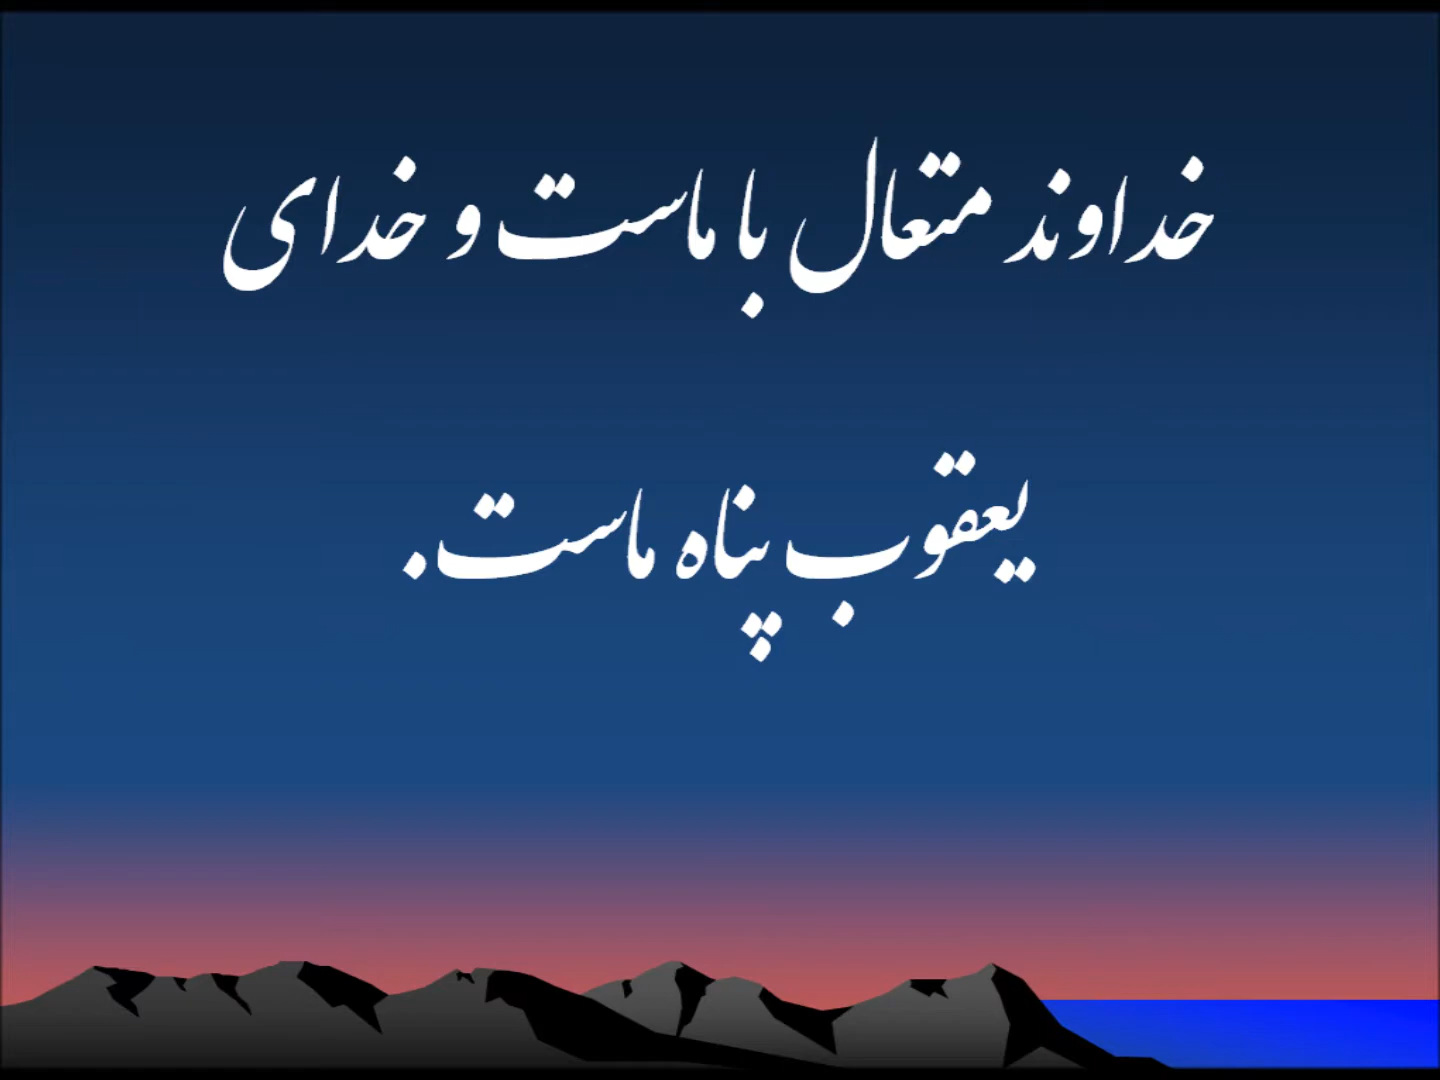 خداوند متعال با ماست و خدای
یعقوب پناه ماست.